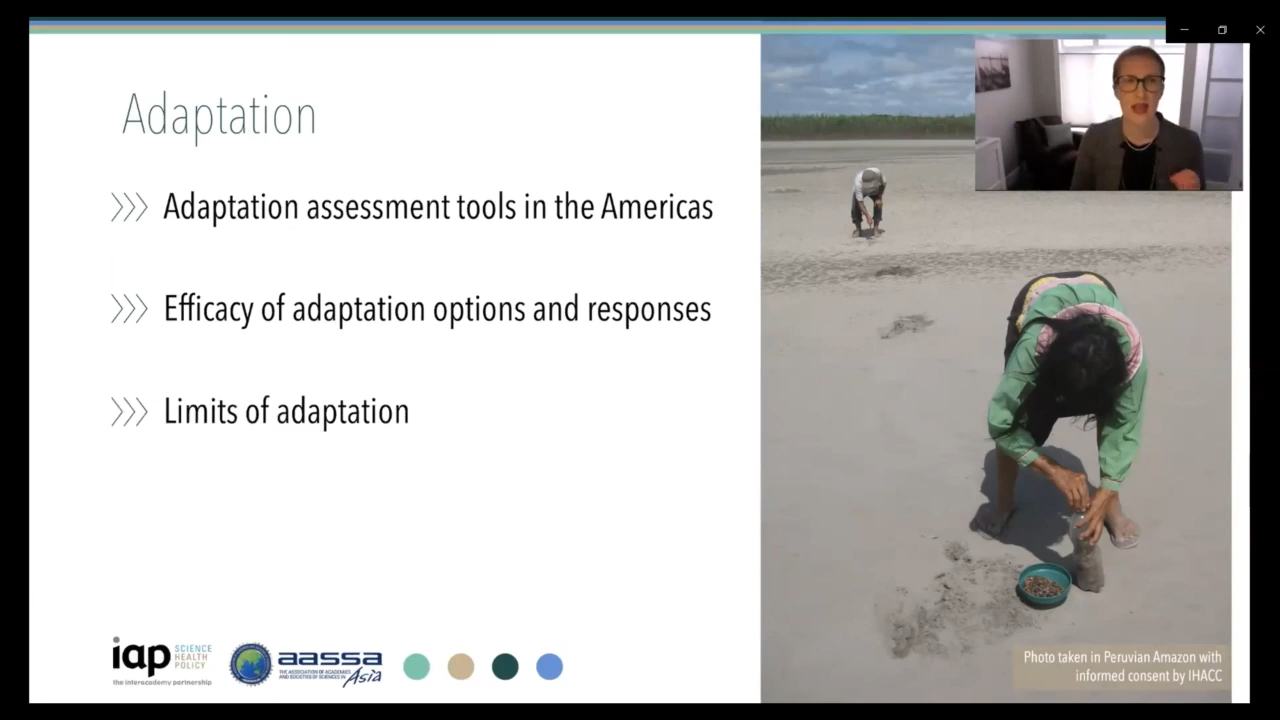 Adaptation
Adaptation assessment tools in the Americas
Efficacy of adaptation options and responses
Limits of adaptation
iap SCIENCE
HEALTH
POLICY
the interacademy partnership
aassa
THE ASSOCIATION OF ACADEMIES
AND SOCIETIES OF SCIENCES IN Asia
Photo taken in Peruvian Amazon with
informed consent by IHACC